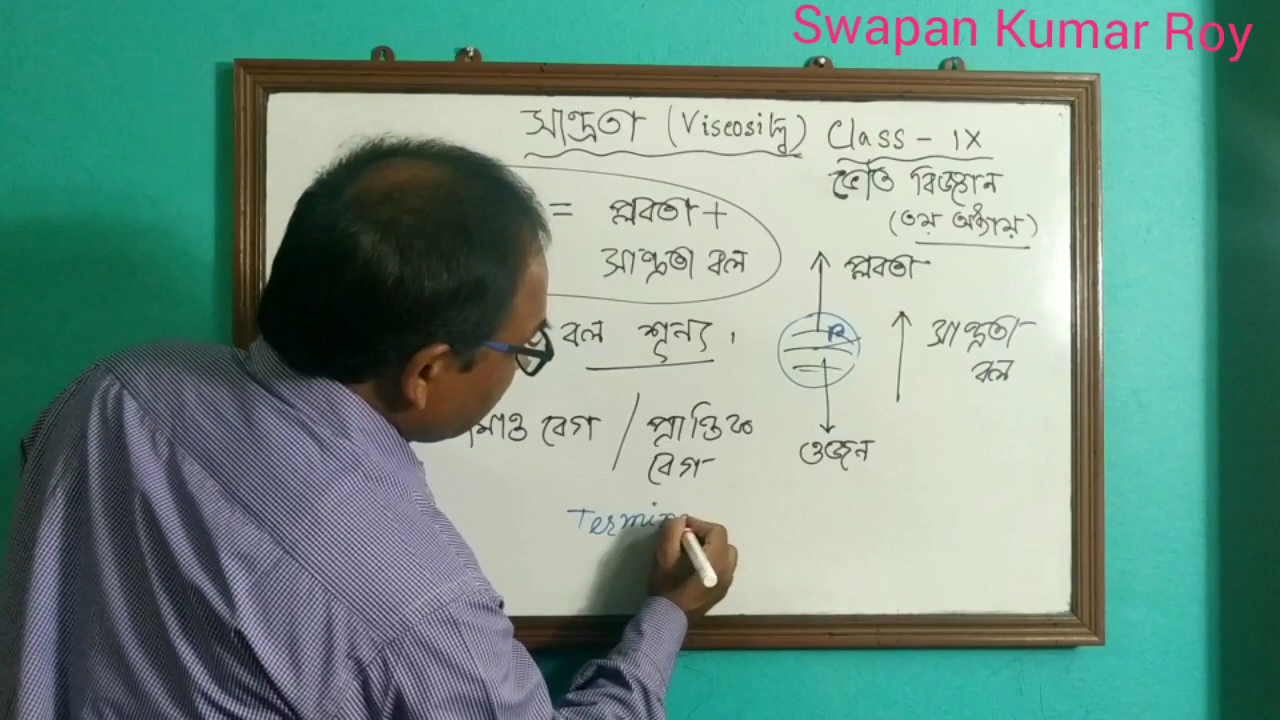 Swapan Kumar Roy
সান্দ্রতা (Viscosity) Class - IX
ভৌত বিজ্ঞান
(৩য় অধ্যায়)
= প্লবতা +
সান্দ্রতা বল
প্লবতা
বল শূন্য ।
R
সান্দ্রতা
বল
বেগ / প্রান্তিক
বেগ
ওজন
Termin